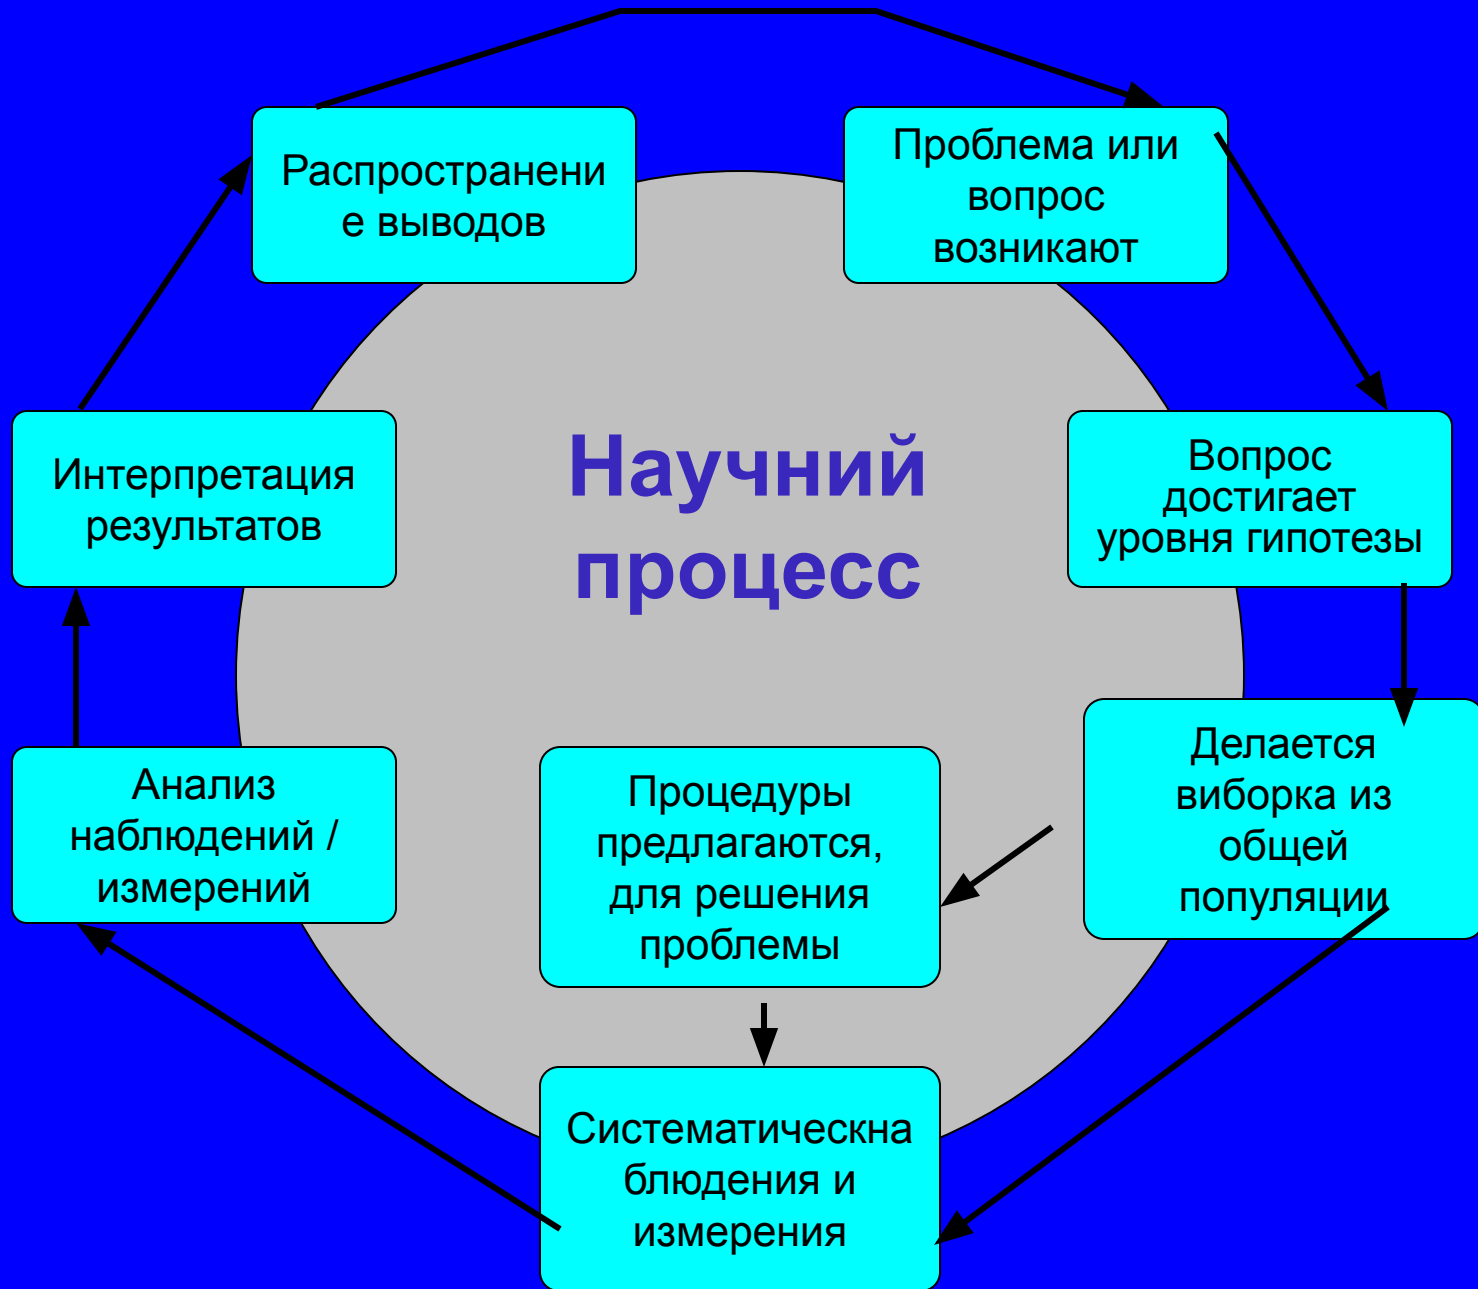 Распространени
е выводов
Проблема или
вопрос
возникают
Научний
процесс
Интерпретация
результатов
Вопрос
достигает
уровня гипотезы
Анализ
наблюдений /
измерений
Процедуры
предлагаются,
для решения
проблемы
Делается
виборка из
общей
популяции
Систематическна
блюдения и
измерения